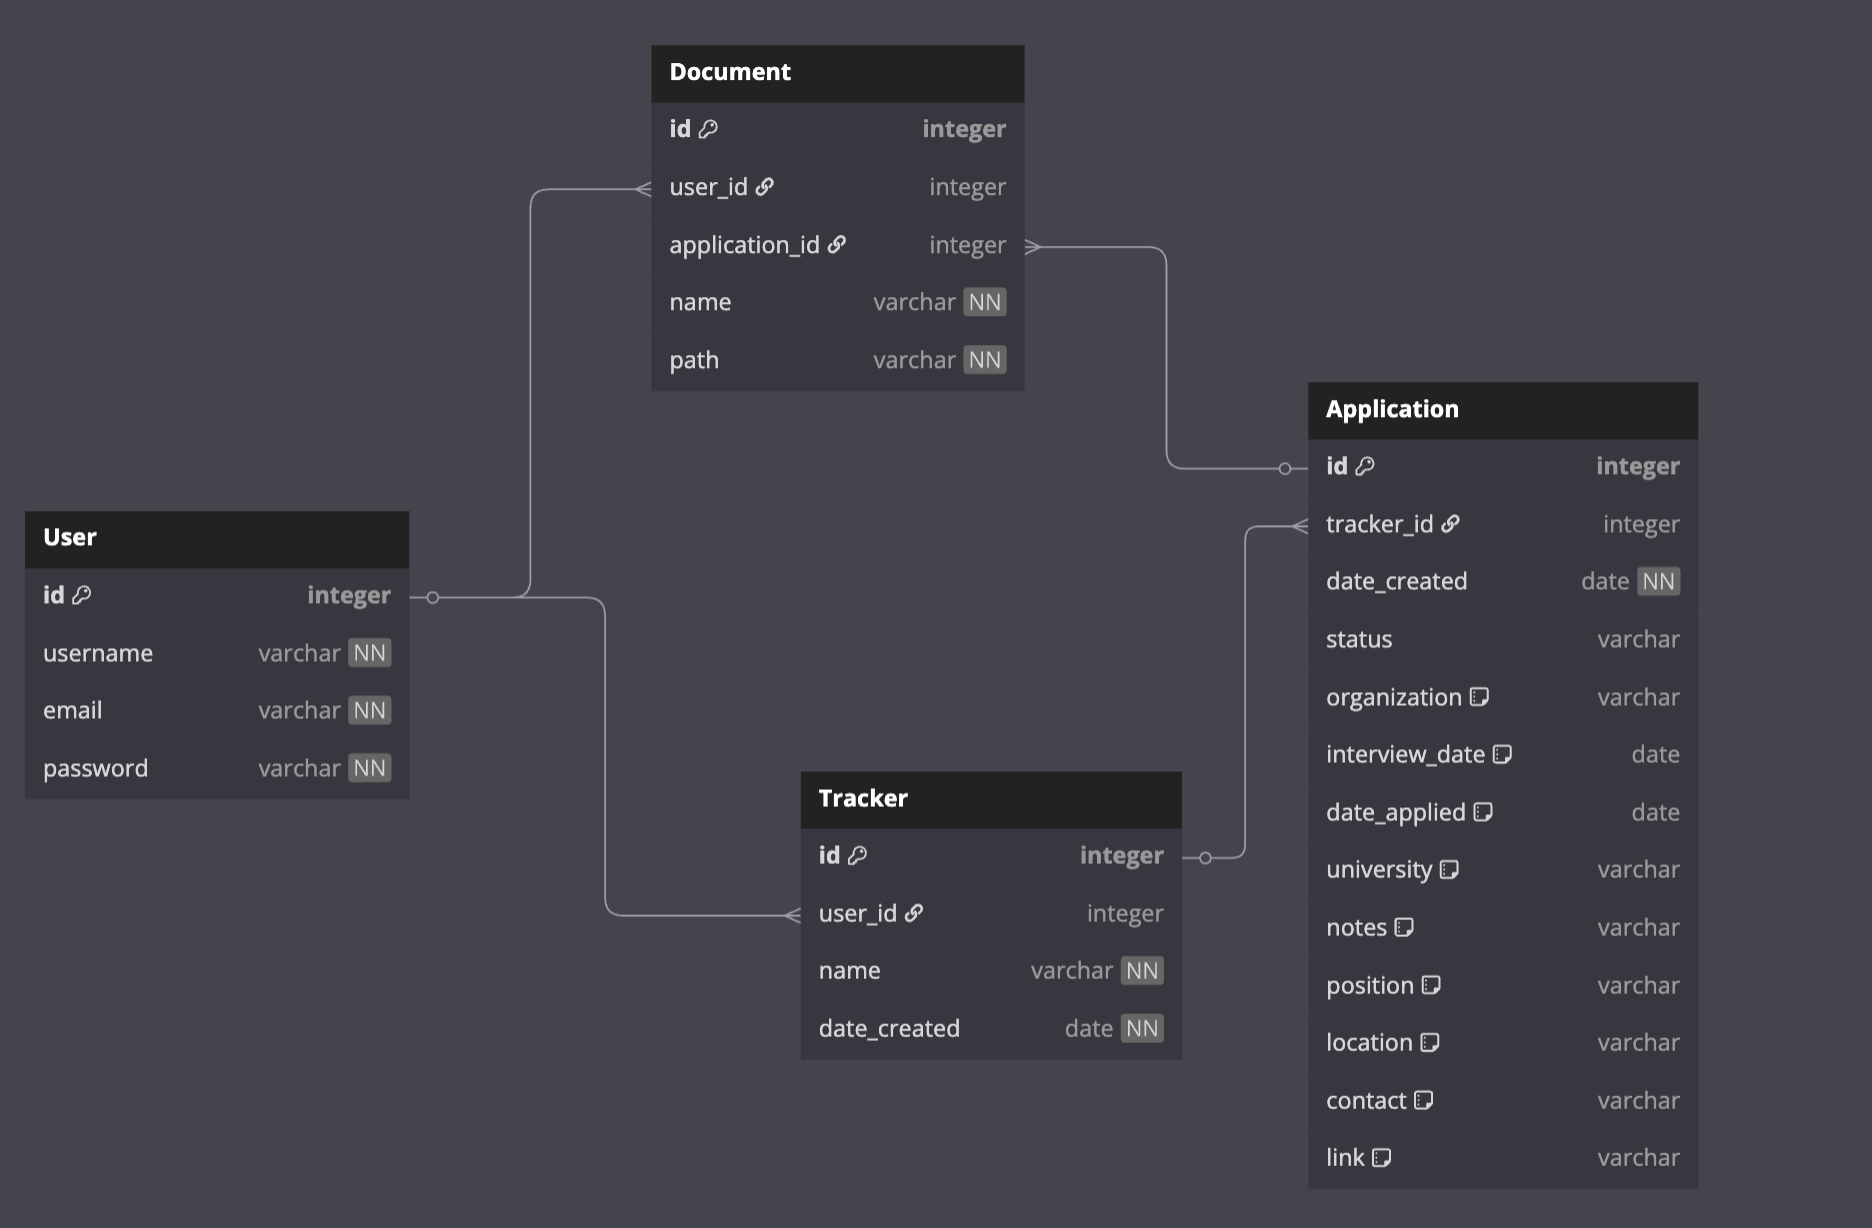 Document
id integer
user_id integer
application_id integer
name varchar NN
path varchar NN
Application
id integer
tracker_id integer
date_created date NN
status varchar
organization varchar
interview_date date
date_applied date
university varchar
notes varchar
position varchar
location varchar
contact varchar
link varchar
User
id integer
username varchar NN
email varchar NN
password varchar NN
Tracker
id integer
user_id integer
name varchar NN
date_created date NN